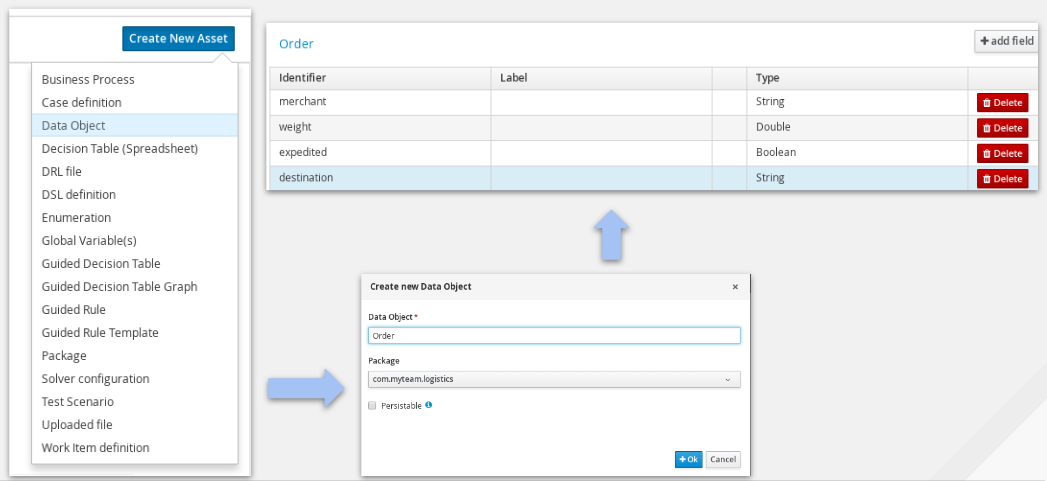 Create New Asset
Business Process
Case definition
Data Object
Decision Table (Spreadsheet)
DRL file
DSL definition
Enumeration
Global Variable(s)
Guided Decision Table
Guided Decision Table Graph
Guided Rule
Guided Rule Template
Package
Solver configuration
Test Scenario
Uploaded file
Work Item definition
Order
+ add field
Identifier Label Type
merchant String Delete
weight Double Delete
expedited Boolean Delete
destination String Delete
Create new Data Object ×
Data Object *
Order
Package
com.myteam.logistics
Persistable
+ Ok Cancel